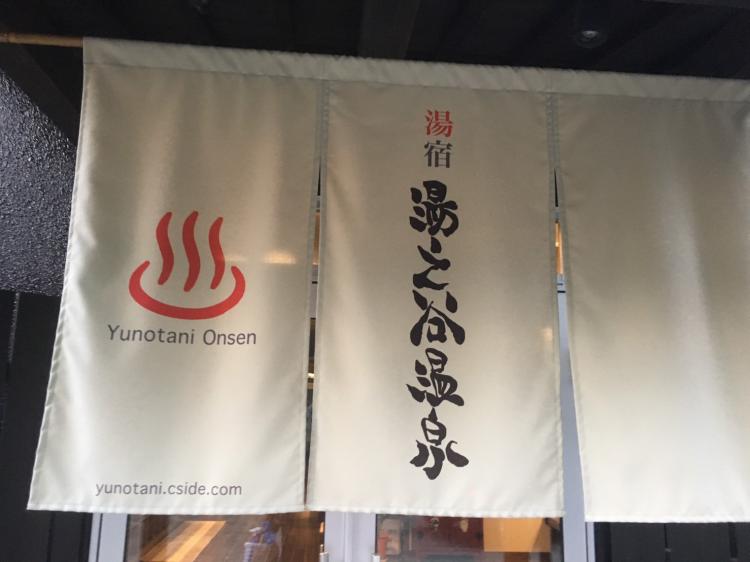 Yunotani Onsen
yunotani.cside.com
湯宿
湯之谷温泉